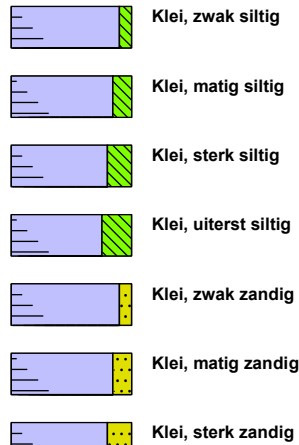 Klei, zwak siltig
Klei, matig siltig
Klei, sterk siltig
Klei, uiterst siltig
Klei, zwak zandig
Klei, matig zandig
Klei, sterk zandig